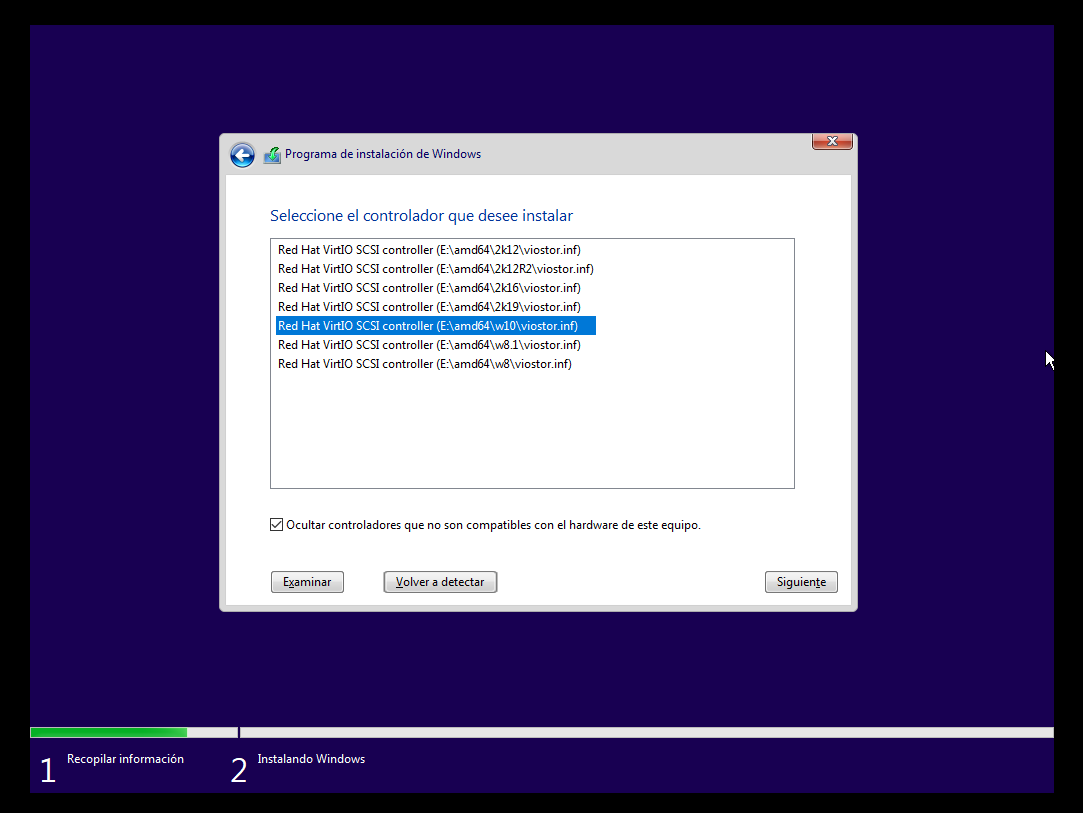 Programa de instalación de Windows
Seleccione el controlador que desee instalar
Red Hat VirtIO SCSI controller (E:\amd64\2k12\viostor.inf)
Red Hat VirtIO SCSI controller (E:\amd64\2k12R2\viostor.inf)
Red Hat VirtIO SCSI controller (E:\amd64\2k16\viostor.inf)
Red Hat VirtIO SCSI controller (E:\amd64\2k19\viostor.inf)
Red Hat VirtIO SCSI controller (E:\amd64\w10\viostor.inf)
Red Hat VirtIO SCSI controller (E:\amd64\w8.1\viostor.inf)
Red Hat VirtIO SCSI controller (E:\amd64\w8\viostor.inf)
Ocultar controladores que no son compatibles con el hardware de este equipo.
Examinar
Volver a detectar
Siguiente
1 Recopilar información
2 Instalando Windows